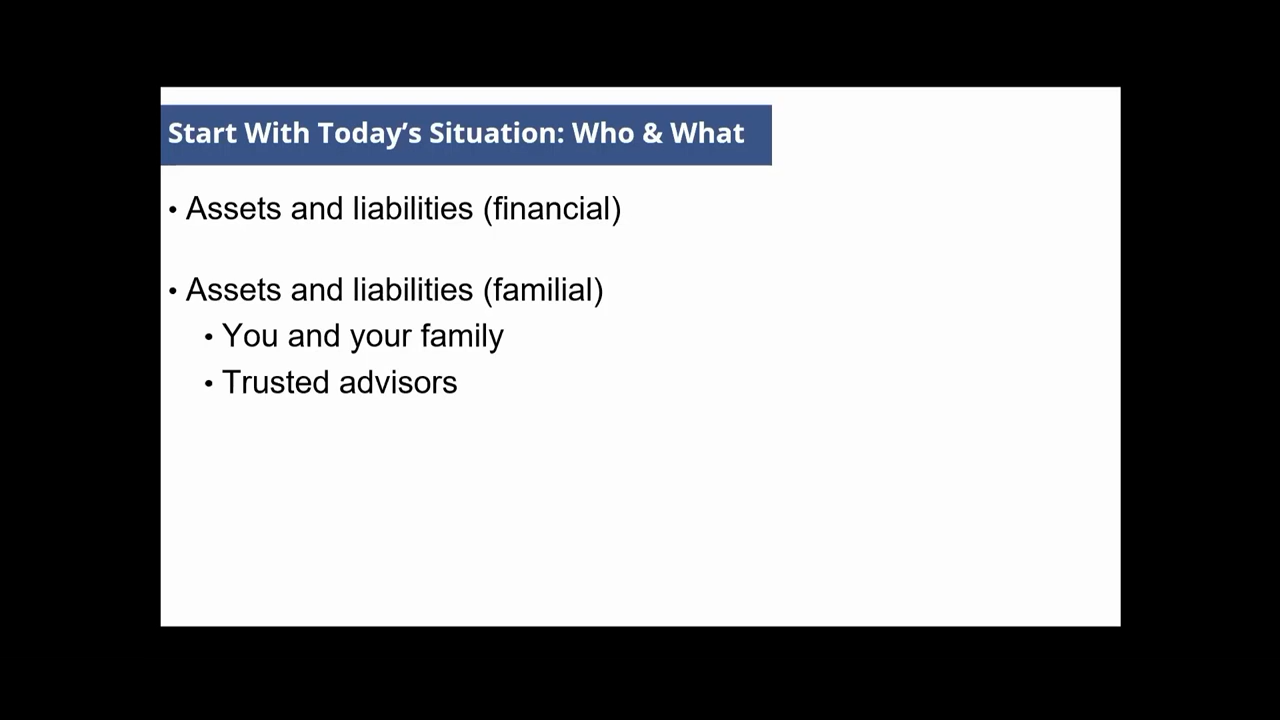 Start With Today’s Situation: Who & What
• Assets and liabilities (financial)
• Assets and liabilities (familial)
• You and your family
• Trusted advisors